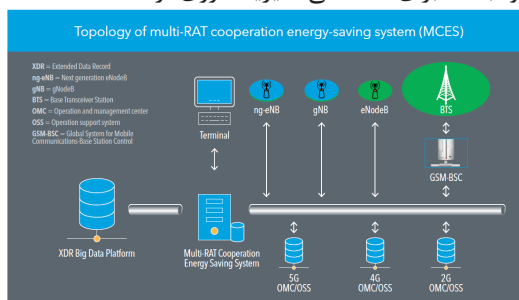 Topology of multi-RAT cooperation energy-saving system (MCES)
XDR = Extended Data Record
ng-eNB = Next generation eNodeB
gNB = gNodeB
BTS = Base Transceiver Station
OMC = Operation and management center
OSS = Operation support system
GSM-BSC = Global System for Mobile
Communications-Base Station Control
Terminal
ng-eNB
gNB
eNodeB
BTS
GSM-BSC
XDR Big Data Platform
Multi-RAT Cooperation
Energy Saving System
5G
OMC/OSS
4G
OMC/OSS
2G
OMC/OSS